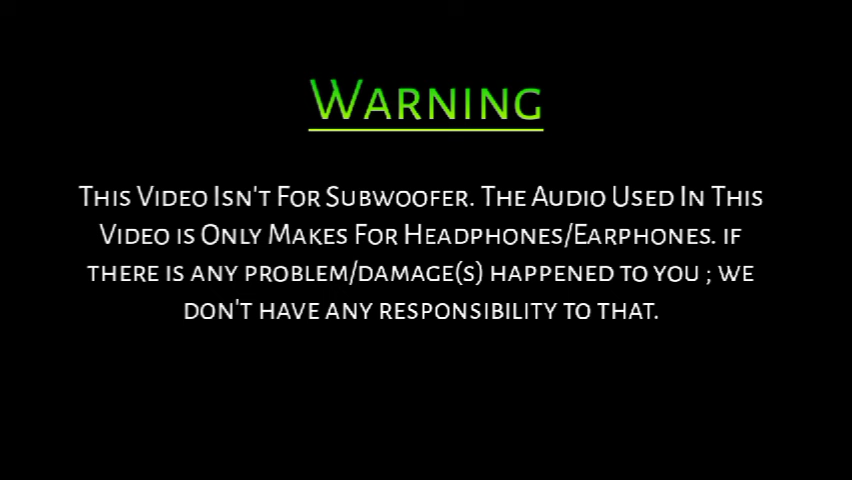 Warning
This Video Isn't For Subwoofer. The Audio Used In This
Video is Only Makes For Headphones/Earphones. if
there is any problem/damage(s) happened to you ; we
don't have any responsibility to that.